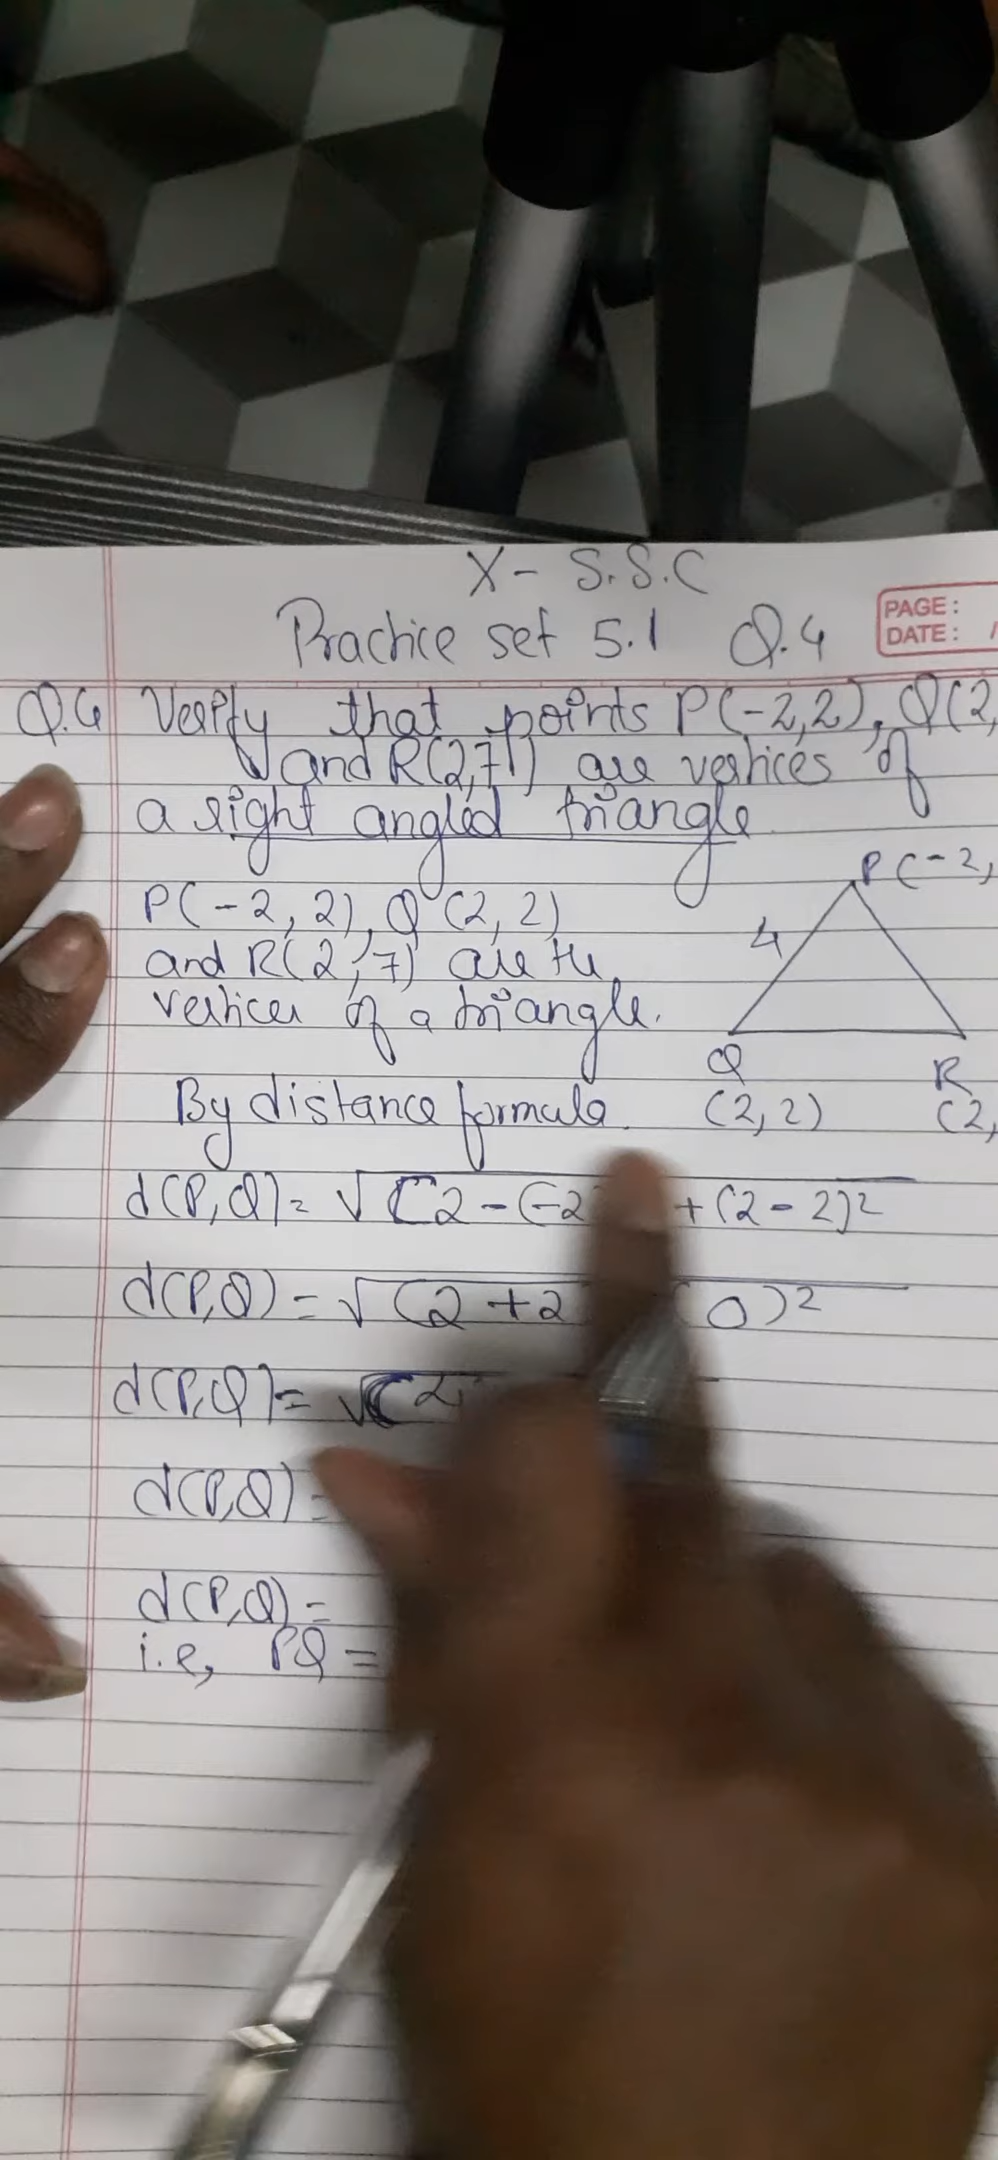 X- S.S.C
Practice set 5.1 Q.4
PAGE:
DATE: /
Q.4 Verify that points P(-2,2), Q(2,
and R(2,7) are vertices of
a right angled triangle
P(-2,
P(-2, 2), Q (2, 2)
4
and R(2, 7) are the
vertices of a triangle.
Q
R
By distance formula.
(2, 2)
(2,
d(P,Q)= √(2-(-2 +(2-2)²
d(P,Q) = √(2+2 (0)²
d(P,Q)= √(
d(P,Q)=
d(P,Q)=
i.e, PQ =